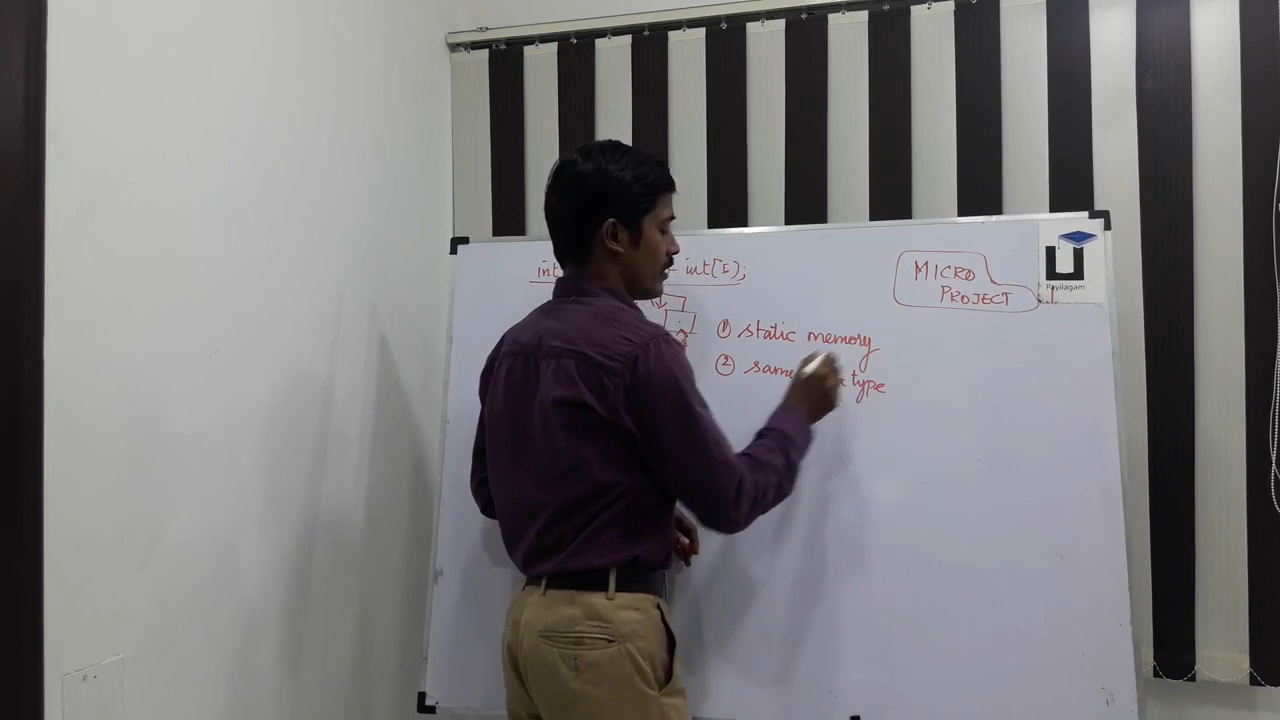 int - int[5];
MICRO
PROJECT
Payilagam
① static memory
② same type